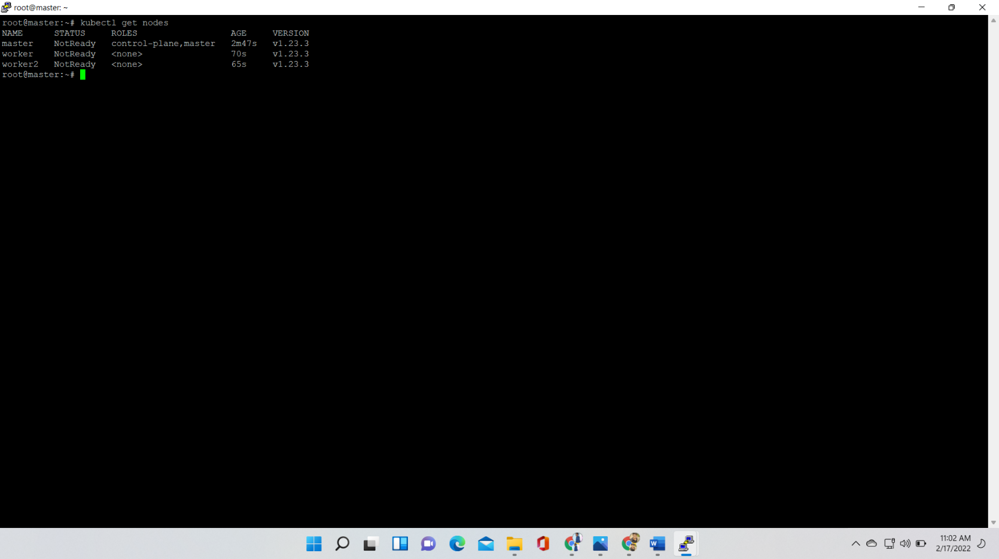 root@master: ~
root@master:~# kubectl get nodes
NAME STATUS ROLES AGE VERSION
master NotReady control-plane,master 2m47s v1.23.3
worker NotReady <none> 70s v1.23.3
worker2 NotReady <none> 65s v1.23.3
root@master:~#
11:02 AM
2/17/2022